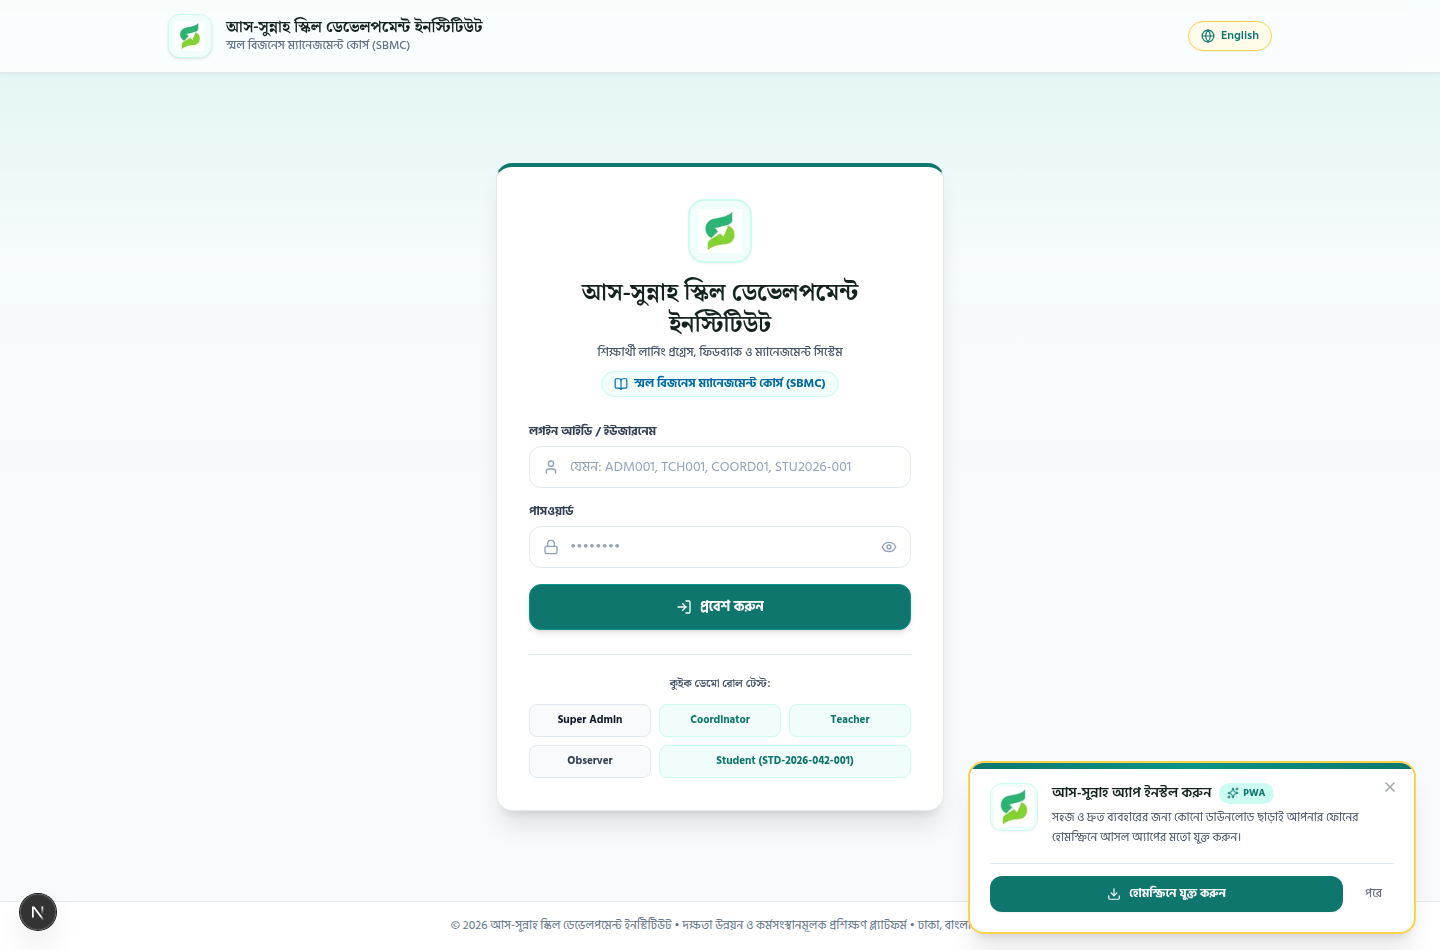 আস-সুন্নাহ স্কিল ডেভেলপমেন্ট ইনস্টিটিউট
স্মল বিজনেস ম্যানেজমেন্ট কোর্স (SBMC)
English
আস-সুন্নাহ স্কিল ডেভেলপমেন্ট
ইনস্টিটিউট
শিক্ষার্থী লার্নিং প্রগ্রেস, ফিডব্যাক ও ম্যানেজমেন্ট সিস্টেম
স্মল বিজনেস ম্যানেজমেন্ট কোর্স (SBMC)
লগইন আইডি / ইউজারনেম
যেমন: ADM001, TCH001, COORD01, STU2026-001
পাসওয়ার্ড
••••••••
প্রবেশ করুন
কুইক ডেমো রোল টেস্ট:
Super Admin
Coordinator
Teacher
Observer
Student (STD-2026-042-001)
আস-সুন্নাহ অ্যাপ ইনস্টল করুন
PWA
সহজ ও দ্রুত ব্যবহারের জন্য কোনো ডাউনলোড ছাড়াই আপনার ফোনের
হোমস্ক্রিনে আসল অ্যাপের মতো যুক্ত করুন।
হোমস্ক্রিনে যুক্ত করুন
পরে
N
© 2026 আস-সুন্নাহ স্কিল ডেভেলপমেন্ট ইনস্টিটিউট • দক্ষতা উন্নয়ন ও কর্মসংস্থানমূলক প্রশিক্ষণ প্ল্যাটফর্ম • ঢাকা,